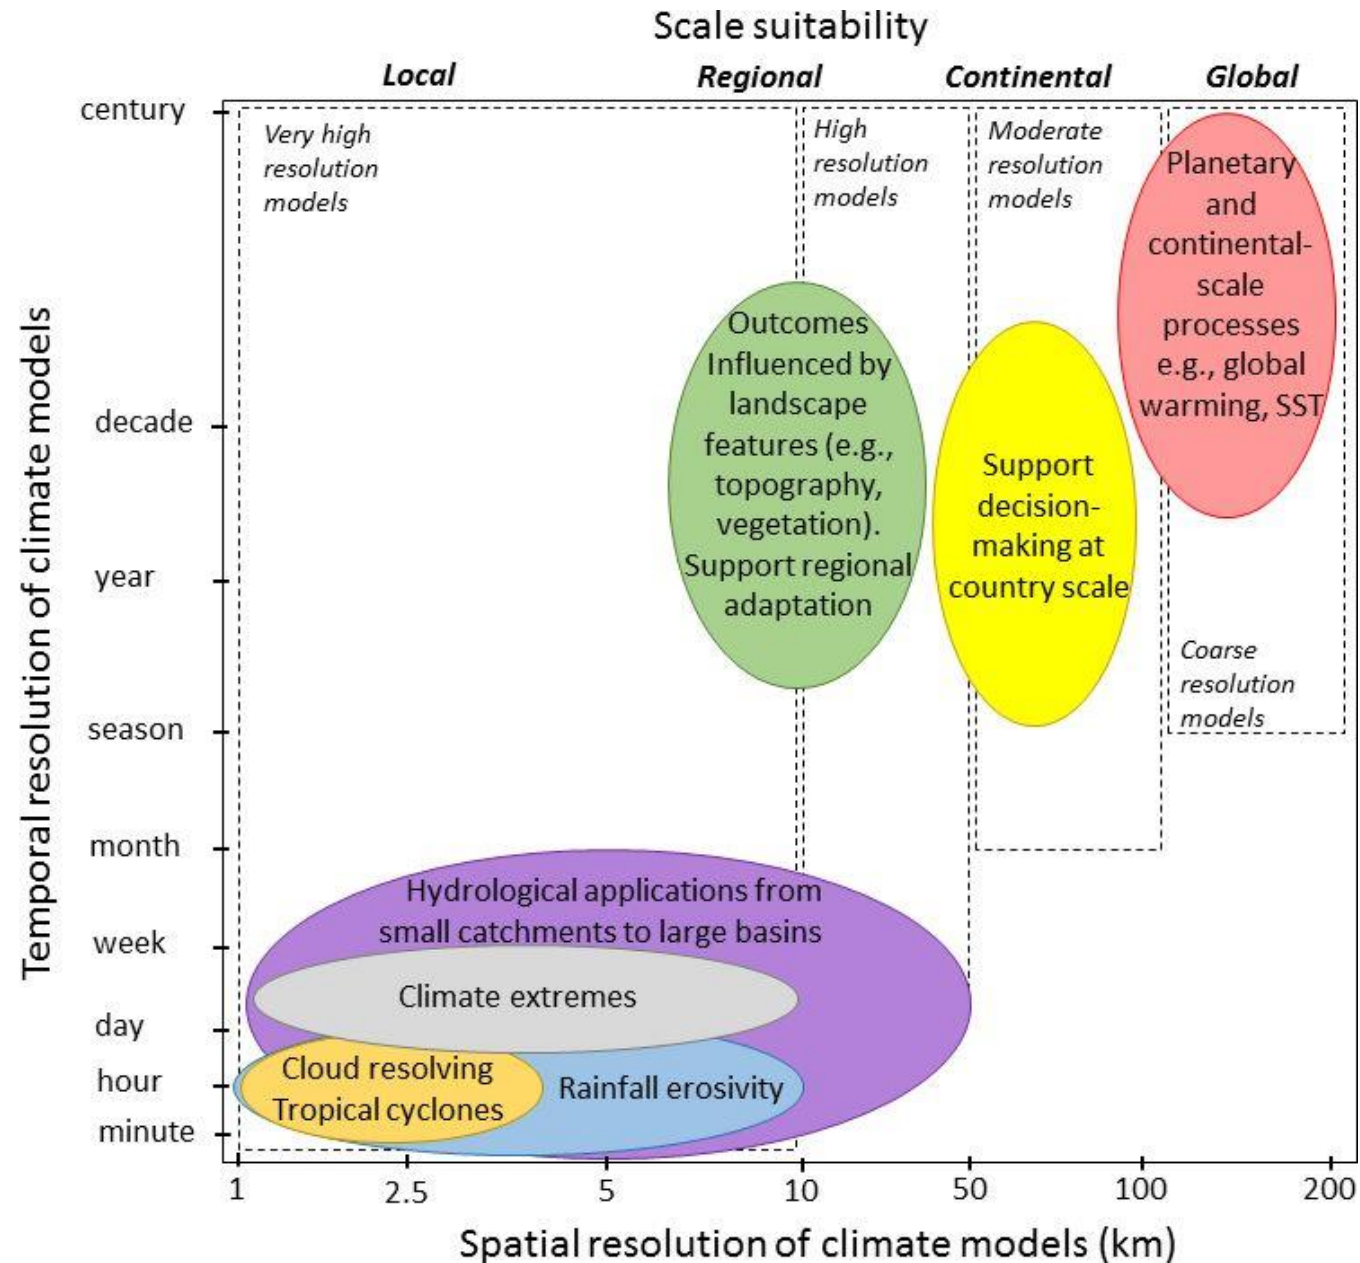 Scale suitability
Local
Regional
Continental
Global
century
decade
year
season
month
week
day
hour
minute
Temporal resolution of climate models
Very high
resolution
models
High
resolution
models
Moderate
resolution
models
Coarse
resolution
models
Planetary
and
continental-
scale
processes
e.g., global
warming, SST
Outcomes
Influenced by
landscape
features (e.g.,
topography,
vegetation).
Support regional
adaptation
Support
decision-
making at
country scale
Hydrological applications from
small catchments to large basins
Climate extremes
Cloud resolving
Tropical cyclones
Rainfall erosivity
1
2.5
5
10
50
100
200
Spatial resolution of climate models (km)